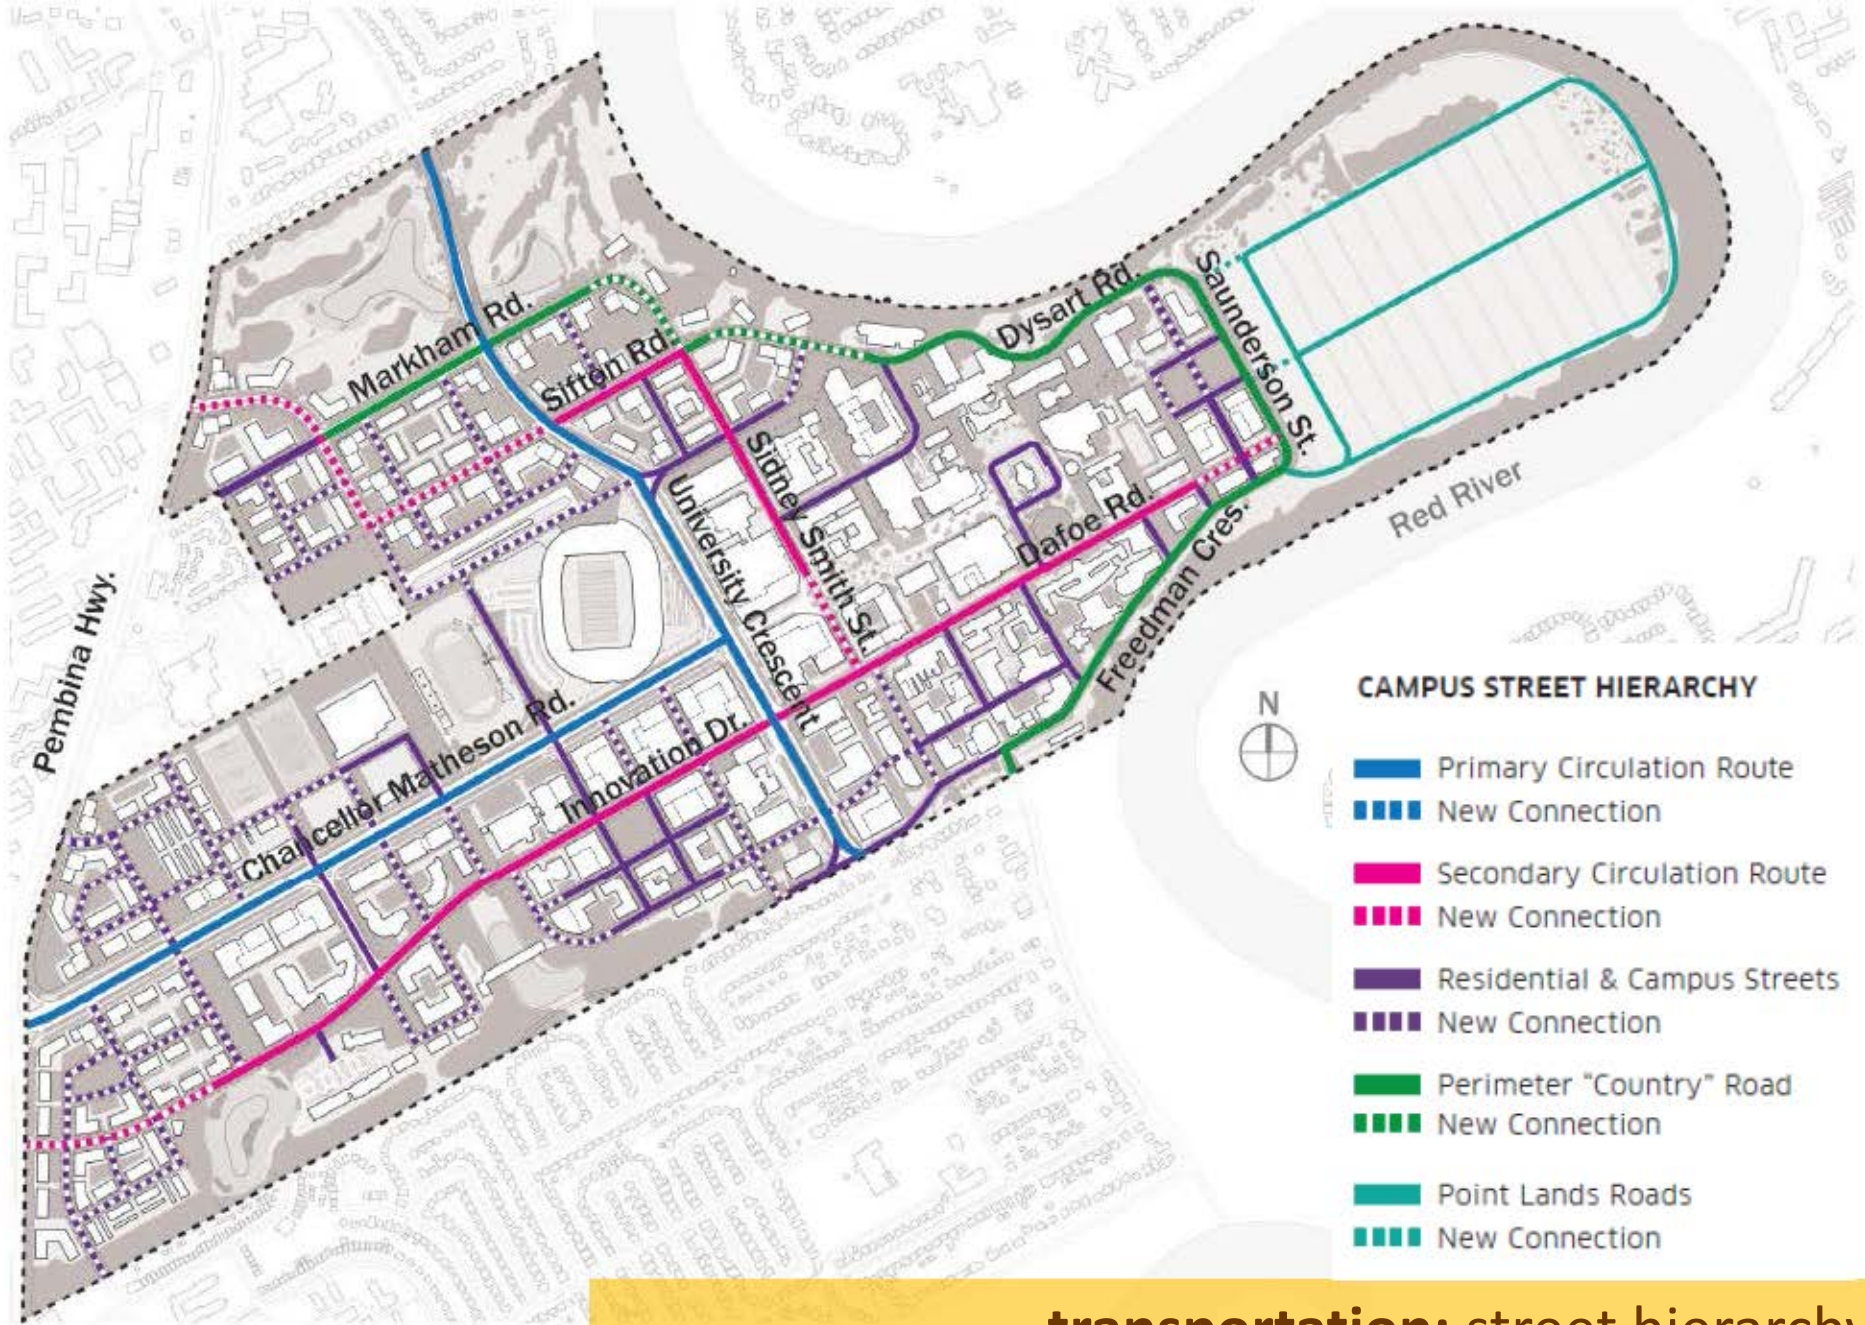 Markham Rd.
Sifton Rd.
Dysart Rd.
Saunderson St.
Sidney Smith St.
University Crescent
Dafoe Rd.
Freedman Cres.
Red River
Pembina Hwy.
Chancellor Matheson Rd.
Innovation Dr.
N
CAMPUS STREET HIERARCHY
Primary Circulation Route
New Connection
Secondary Circulation Route
New Connection
Residential & Campus Streets
New Connection
Perimeter "Country" Road
New Connection
Point Lands Roads
New Connection
transportation: street hierarchy